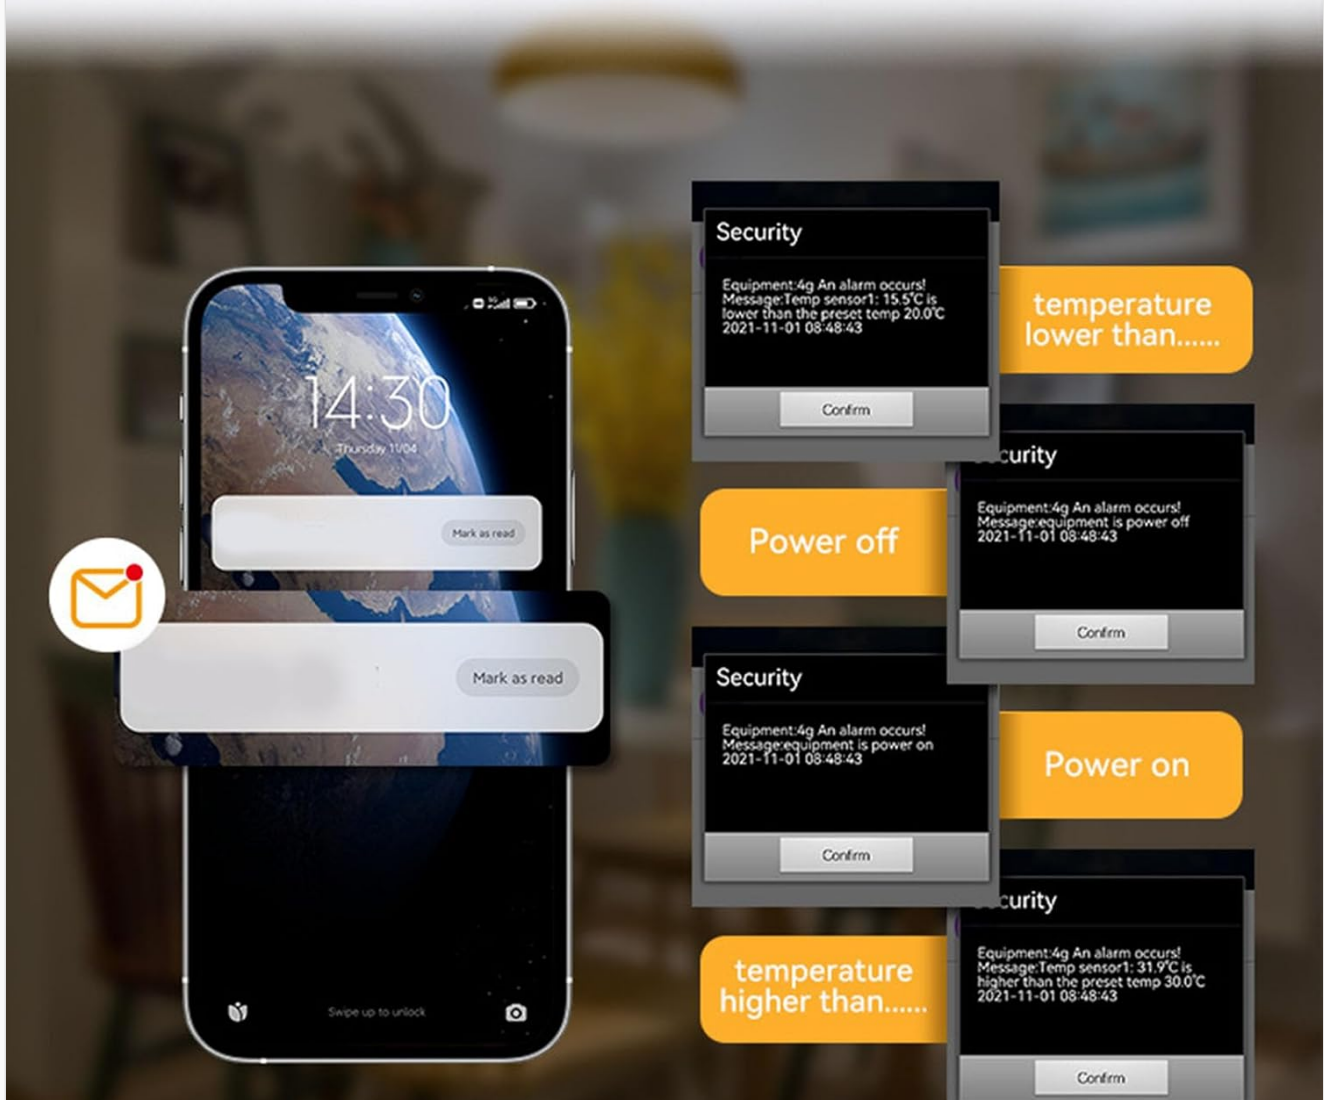 14:30
Thursday 11/04
Mark as read
Mark as read
Swipe up to unlock
Security
Equipment:4g An alarm occurs!
Message:Temp sensor1: 15.5℃ is
lower than the preset temp 20.0℃
2021-11-01 08:48:43
Confirm
temperature
lower than......
curity
Equipment:4g An alarm occurs!
Message:equipment is power off
2021-11-01 08:48:43
Confirm
Power off
Security
Equipment:4g An alarm occurs!
Message:equipment is power on
2021-11-01 08:48:43
Confirm
Power on
curity
Equipment:4g An alarm occurs!
Message:Temp sensor1: 31.9℃ is
higher than the preset temp 30.0℃
2021-11-01 08:48:43
Confirm
temperature
higher than......